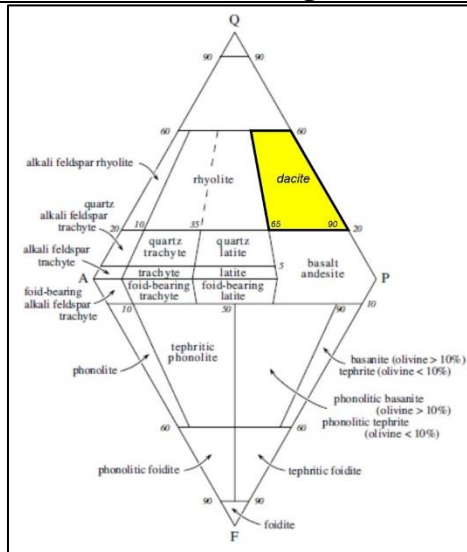 Q
90
90
60
60
alkali feldspar rhyolite
rhyolite
dacite
quartz
alkali feldspar
trachyte
20
10
35
65
90
20
quartz
trachyte
quartz
latite
basalt
andesite
alkali feldspar
trachyte
5
trachyte
latite
A
P
foid-bearing
alkali feldspar
trachyte
foid-bearing
trachyte
foid-bearing
latite
10
50
90
10
tephritic
phonolite
phonolite
basanite (olivine > 10%)
tephrite (olivine < 10%)
phonolitic basanite
(olivine > 10%)
phonolitic tephrite
(olivine < 10%)
60
60
phonolitic foidite
tephritic foidite
90
90
foidite
F